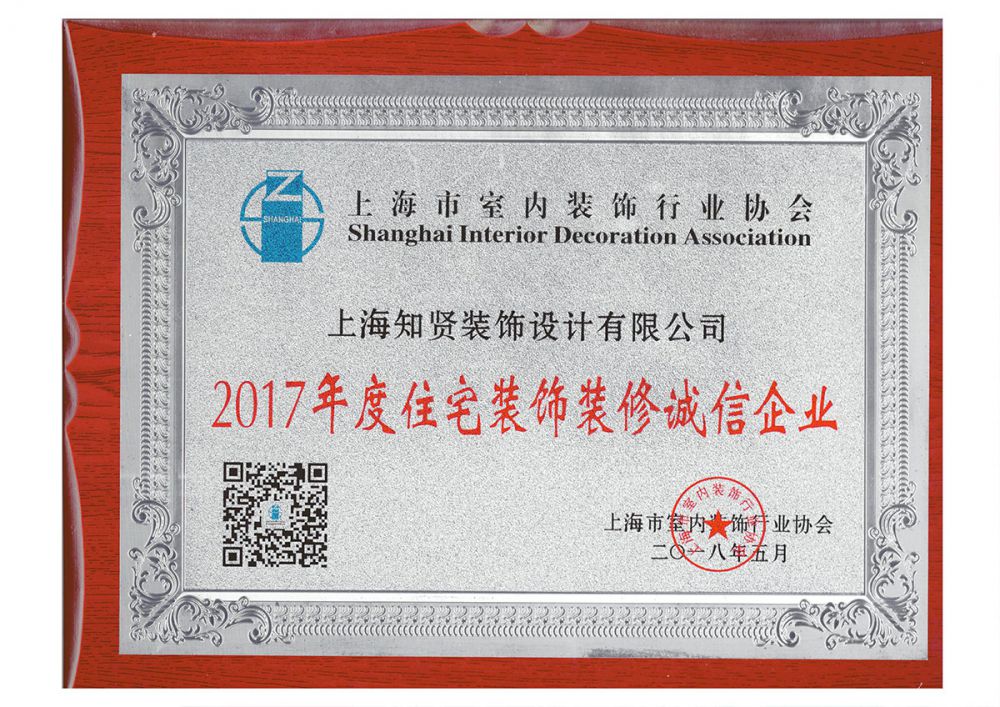 SHANGHAI
上海市室内装饰行业协会
Shanghai Interior Decoration Association
上海知贤装饰设计有限公司
2017年度住宅装饰装修诚信企业
上海市室内装饰行业协会
二〇一八年五月
上海市室内装饰行业协会